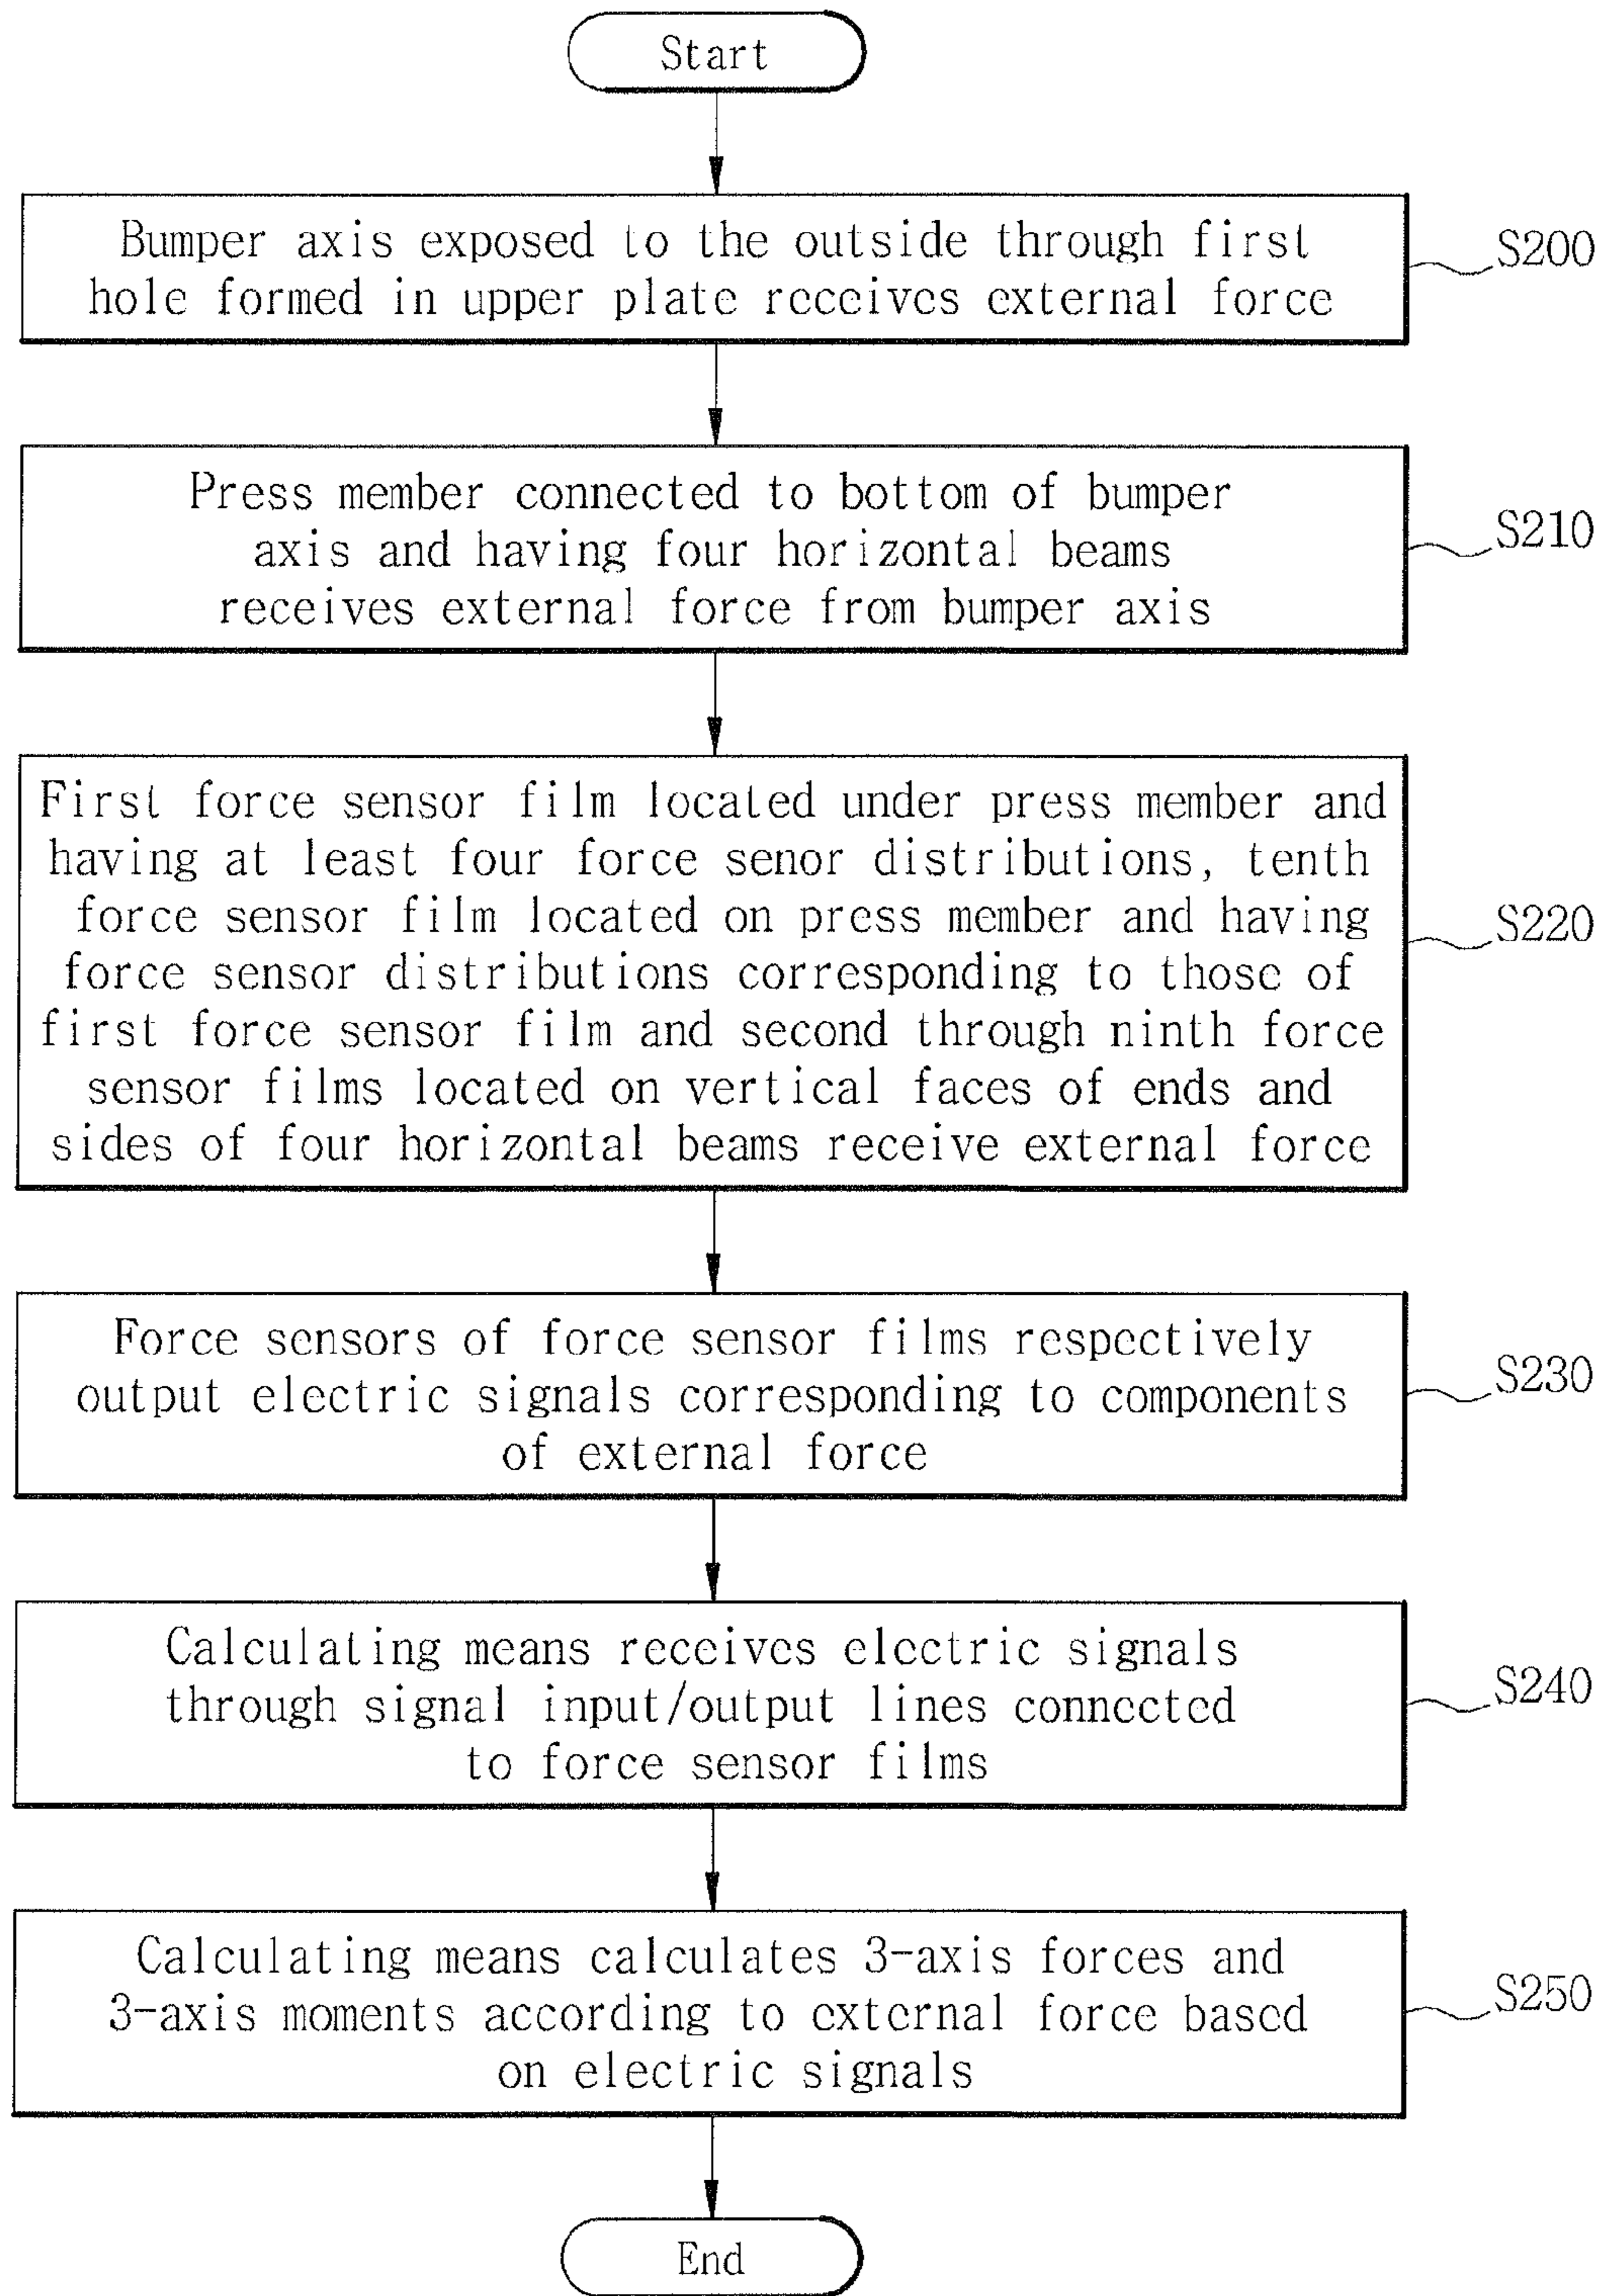 Start
Bumper axis exposed to the outside through first
hole formed in upper plate receives external force
S200
Press member connected to bottom of bumper
axis and having four horizontal beams
receives external force from bumper axis
S210
First force sensor film located under press member and
having at least four force senor distributions, tenth
force sensor film located on press member and having
force sensor distributions corresponding to those of
first force sensor film and second through ninth force
sensor films located on vertical faces of ends and
sides of four horizontal beams receive external force
S220
Force sensors of force sensor films respectively
output electric signals corresponding to components
of external force
S230
Calculating means receives electric signals
through signal input/output lines connected
to force sensor films
S240
Calculating means calculates 3-axis forces and
3-axis moments according to external force based
on electric signals
S250
End